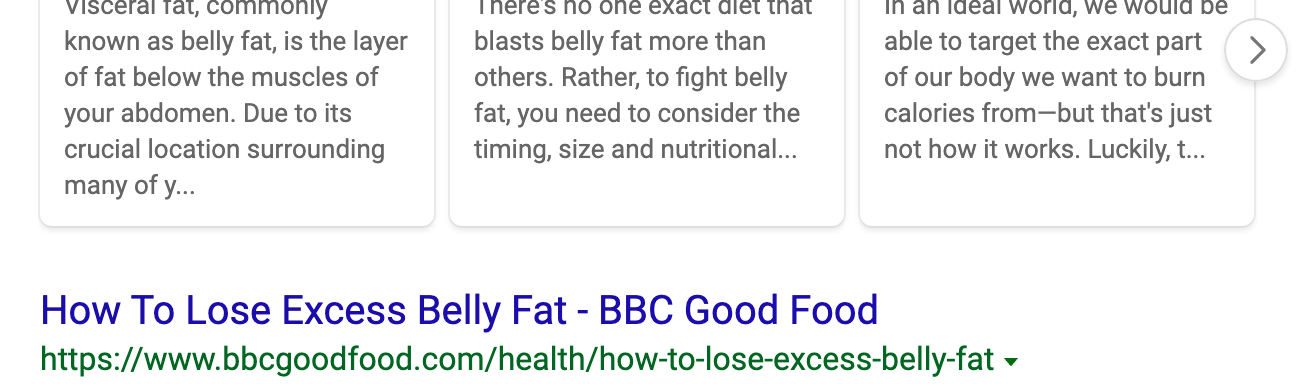 Visceral fat, commonly
known as belly fat, is the layer
of fat below the muscles of
your abdomen. Due to its
crucial location surrounding
many of y...
There's no one exact diet that
blasts belly fat more than
others. Rather, to fight belly
fat, you need to consider the
timing, size and nutritional...
In an ideal world, we would be
able to target the exact part
of our body we want to burn
calories from—but that's just
not how it works. Luckily, t...
How To Lose Excess Belly Fat - BBC Good Food
https://www.bbcgoodfood.com/health/how-to-lose-excess-belly-fat